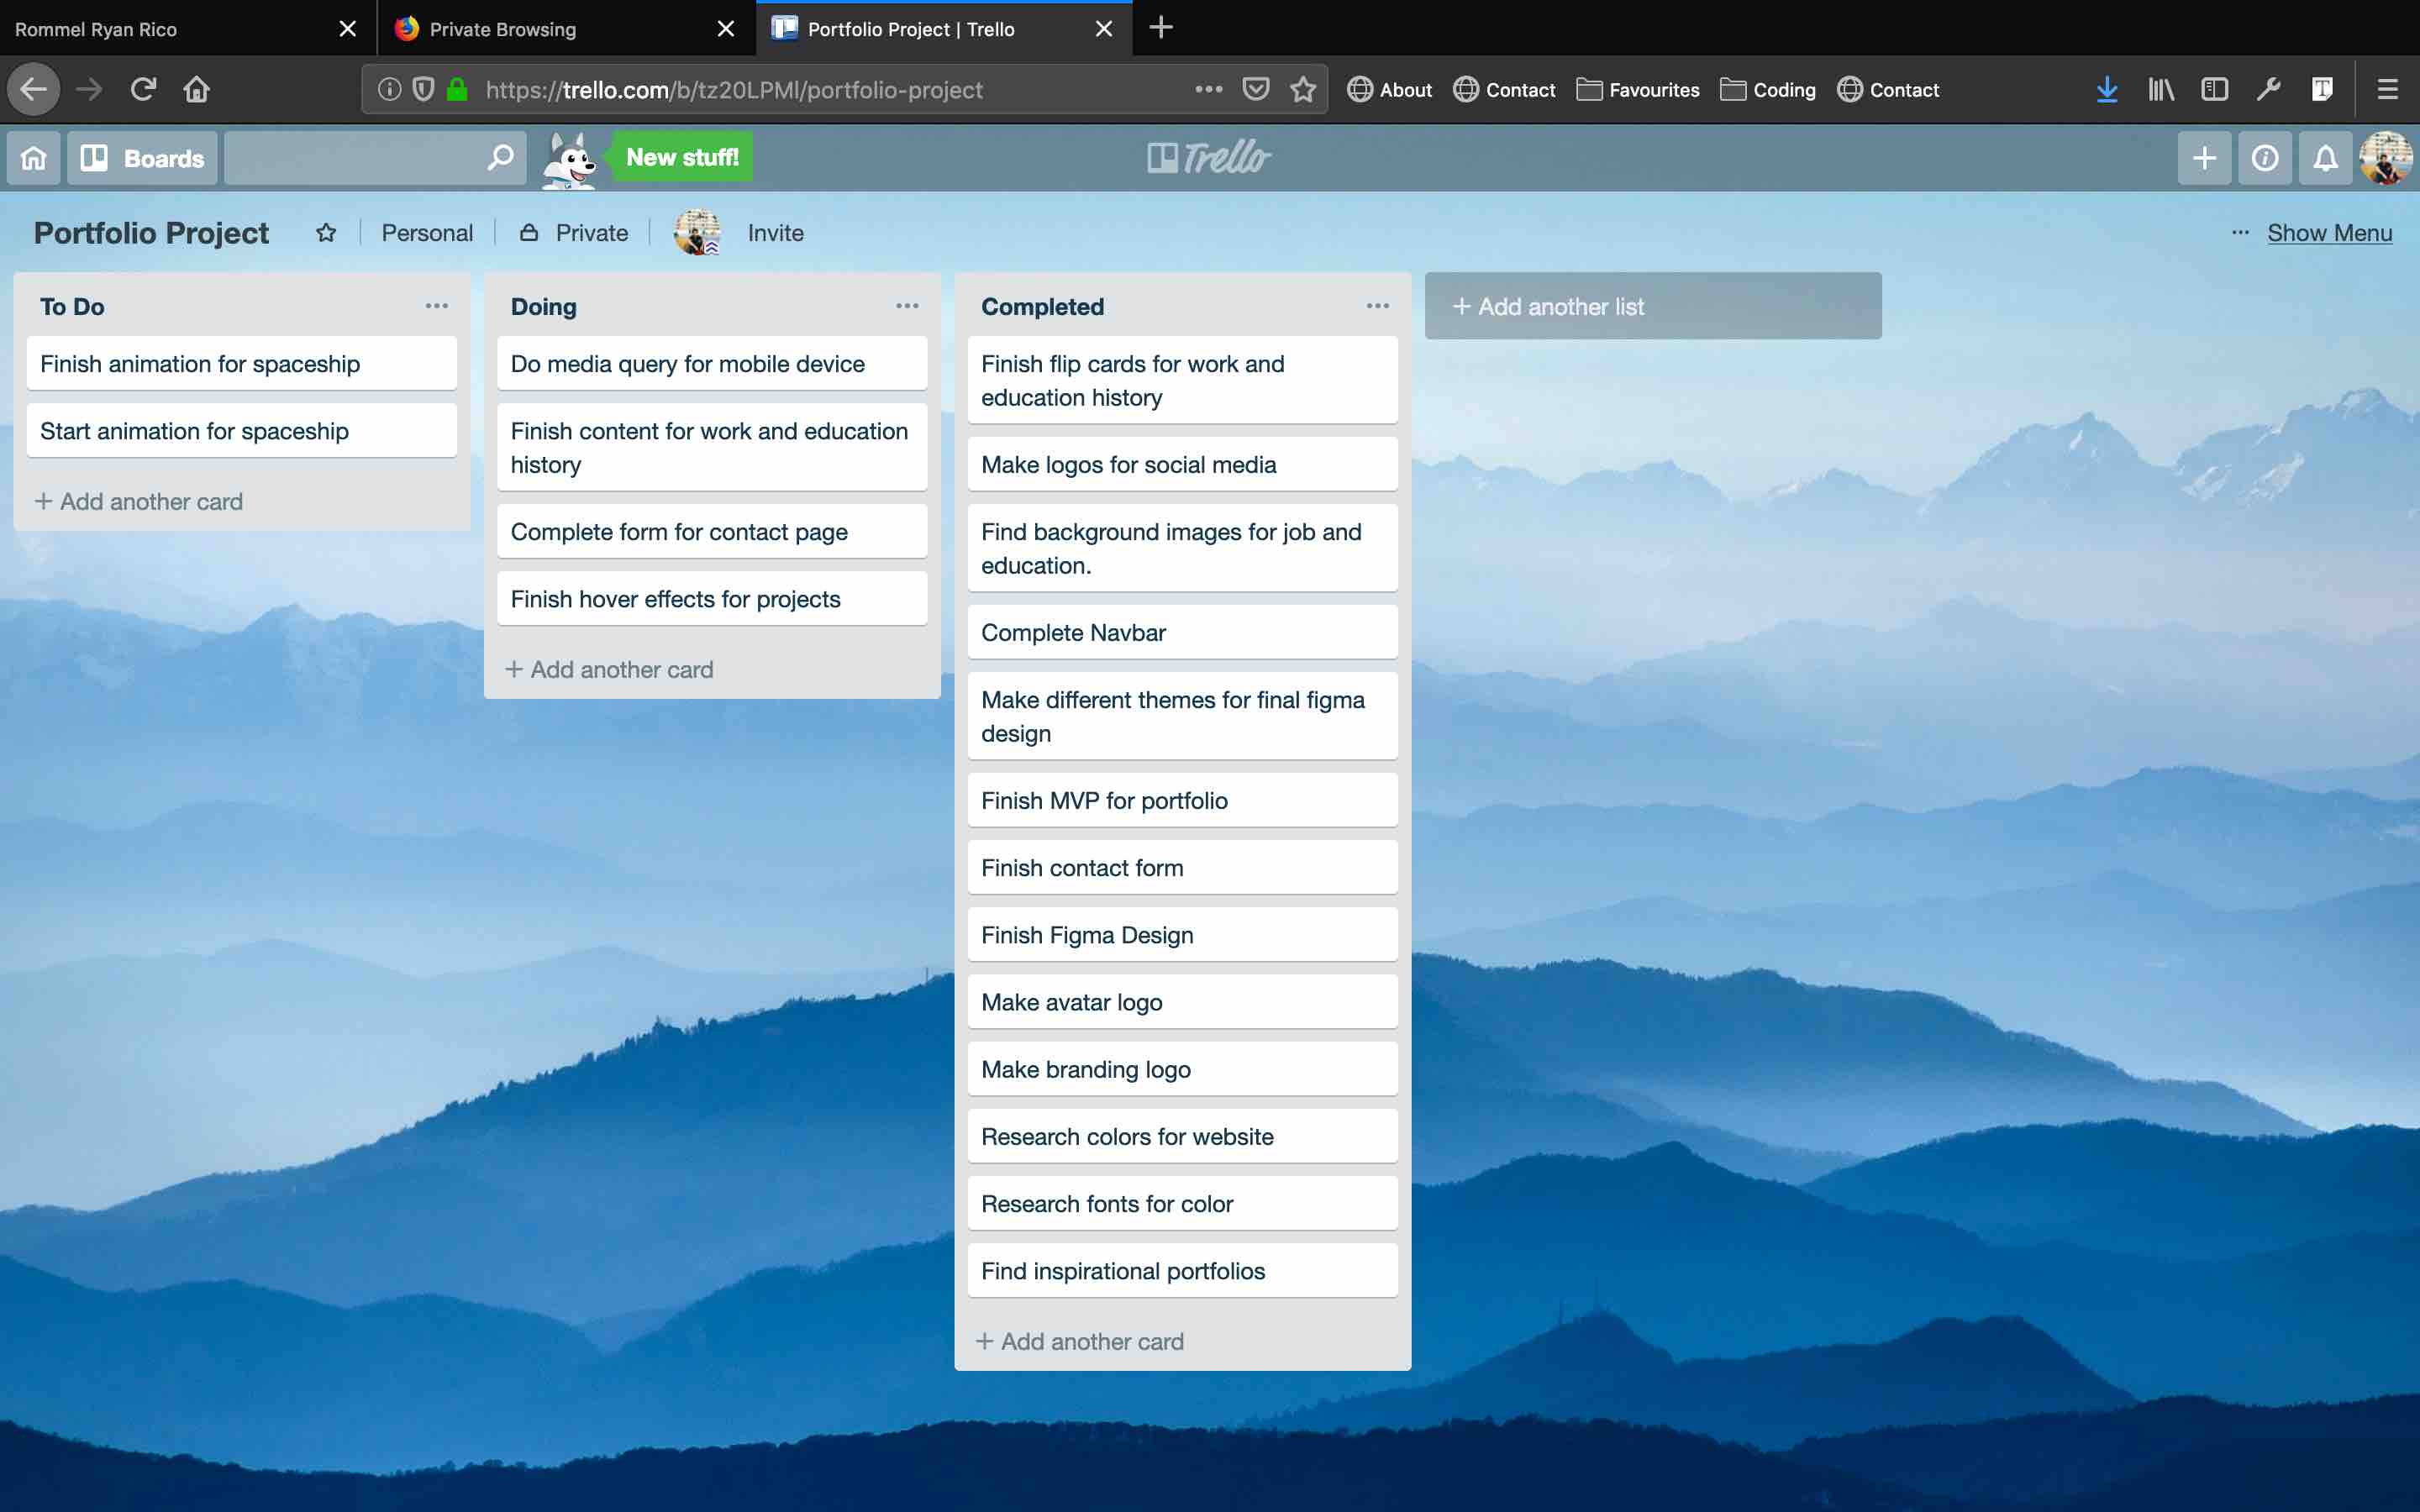 Rommel Ryan Rico
Private Browsing
Portfolio Project | Trello
https://trello.com/b/tz20LPMl/portfolio-project
About
Contact
Favourites
Coding
Contact
Boards
New stuff!
Trello
Portfolio Project
Personal
Private
Invite
Show Menu
To Do
Finish animation for spaceship
Start animation for spaceship
+ Add another card
Doing
Do media query for mobile device
Finish content for work and education
history
Complete form for contact page
Finish hover effects for projects
+ Add another card
Completed
Finish flip cards for work and
education history
Make logos for social media
Find background images for job and
education.
Complete Navbar
Make different themes for final figma
design
Finish MVP for portfolio
Finish contact form
Finish Figma Design
Make avatar logo
Make branding logo
Research colors for website
Research fonts for color
Find inspirational portfolios
+ Add another card
+ Add another list